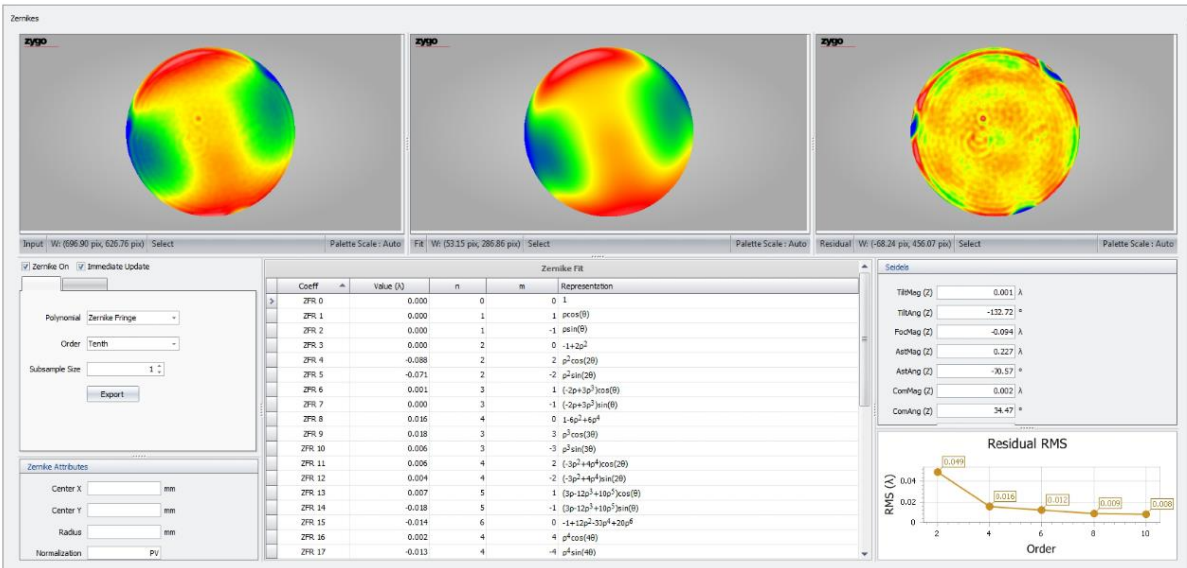 Zernikes
zygo
zygo
zygo
Input W: (696.90 pix, 626.76 pix) Select Palette Scale : Auto
Fit W: (53.15 pix, 286.86 pix) Select Palette Scale : Auto
Residual W: (-68.24 pix, 456.07 pix) Select Palette Scale : Auto
Zernike On Immediate Update
Polynomial Zernike Fringe
Order Tenth
Subsample Size 1
Export
Zernike Attributes
Center X mm
Center Y mm
Radius mm
Normalization PV
Zernike Fit
Coeff Value (λ) n m Representation
ZFR 0 0.000 0 0 1
ZFR 1 0.000 1 1 ρcos(θ)
ZFR 2 0.000 1 -1 ρsin(θ)
ZFR 3 0.000 2 0 -1+2ρ²
ZFR 4 -0.088 2 2 ρ²cos(2θ)
ZFR 5 -0.071 2 -2 ρ²sin(2θ)
ZFR 6 0.001 3 1 (-2ρ+3ρ³)cos(θ)
ZFR 7 0.000 3 -1 (-2ρ+3ρ³)sin(θ)
ZFR 8 0.016 4 0 1-6ρ²+6ρ⁴
ZFR 9 0.018 3 3 ρ³cos(3θ)
ZFR 10 0.006 3 -3 ρ³sin(3θ)
ZFR 11 0.006 4 2 (-3ρ²+4ρ⁴)cos(2θ)
ZFR 12 0.004 4 -2 (-3ρ²+4ρ⁴)sin(2θ)
ZFR 13 0.007 5 1 (3ρ-12ρ³+10ρ⁵)cos(θ)
ZFR 14 -0.018 5 -1 (3ρ-12ρ³+10ρ⁵)sin(θ)
ZFR 15 -0.014 6 0 -1+12ρ²-30ρ⁴+20ρ⁶
ZFR 16 0.002 4 4 ρ⁴cos(4θ)
ZFR 17 -0.013 4 -4 ρ⁴sin(4θ)
Seidels
TiltMag (Z) 0.001 λ
TiltAng (Z) -132.72 °
FocMag (Z) -0.094 λ
AstMag (Z) 0.227 λ
AstAng (Z) -70.57 °
ComMag (Z) 0.002 λ
ComAng (Z) 34.47 °
Residual RMS
RMS (λ)
0.04
0.02
0
0.049
0.016
0.012
0.009
0.008
2 4 6 8 10
Order